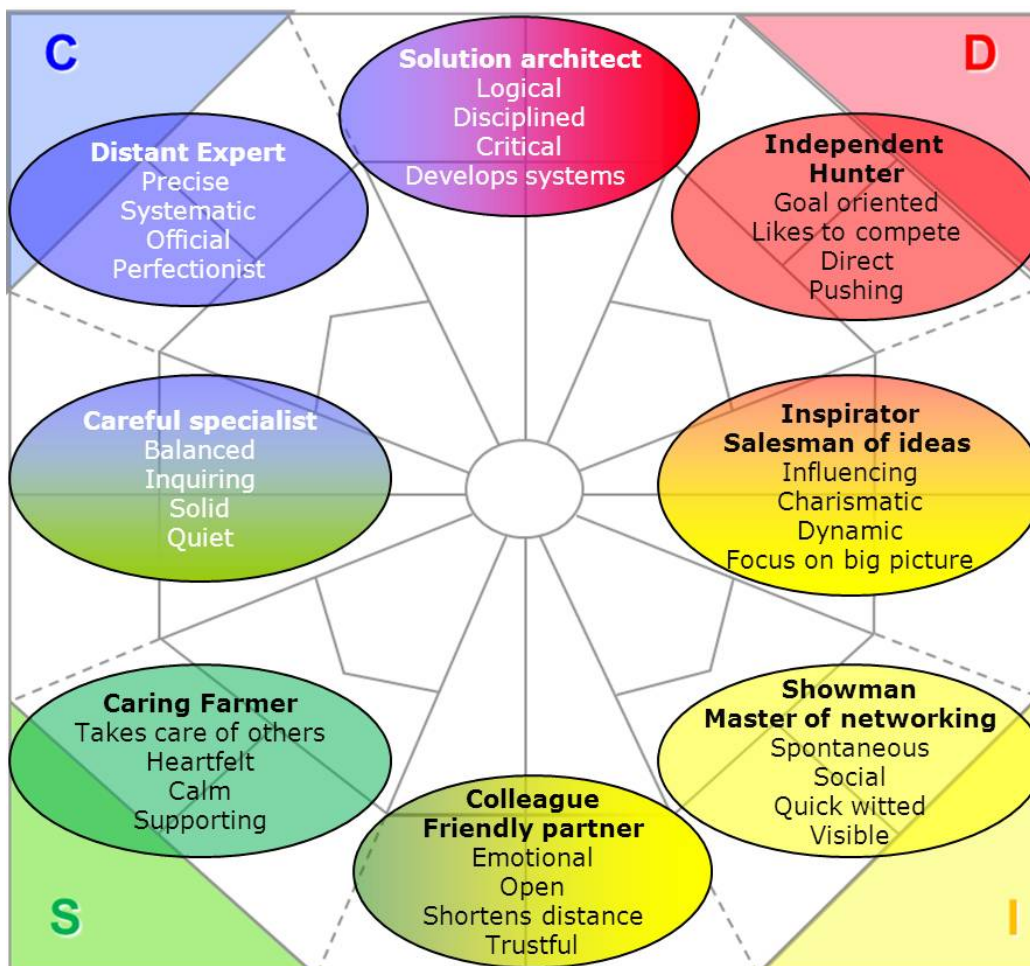 C
Solution architect
Logical
Disciplined
Critical
Develops systems
D
Distant Expert
Precise
Systematic
Official
Perfectionist
Independent
Hunter
Goal oriented
Likes to compete
Direct
Pushing
Careful specialist
Balanced
Inquiring
Solid
Quiet
Inspirator
Salesman of ideas
Influencing
Charismatic
Dynamic
Focus on big picture
Caring Farmer
Takes care of others
Heartfelt
Calm
Supporting
Showman
Master of networking
Spontaneous
Social
Quick witted
Visible
Colleague
Friendly partner
Emotional
Open
Shortens distance
Trustful
S
I